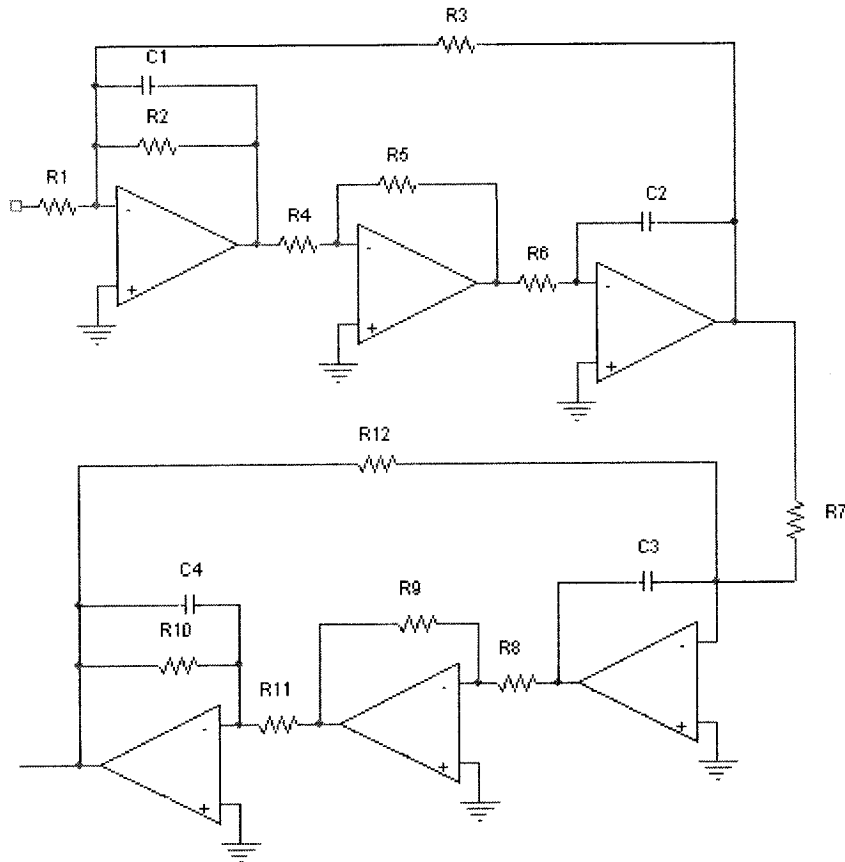 R3
C1
R2
R1
R5
R4
C2
R6
-
+
-
+
-
+
R12
R7
C3
C4
R9
R10
R8
R11
-
+
-
+
-
+